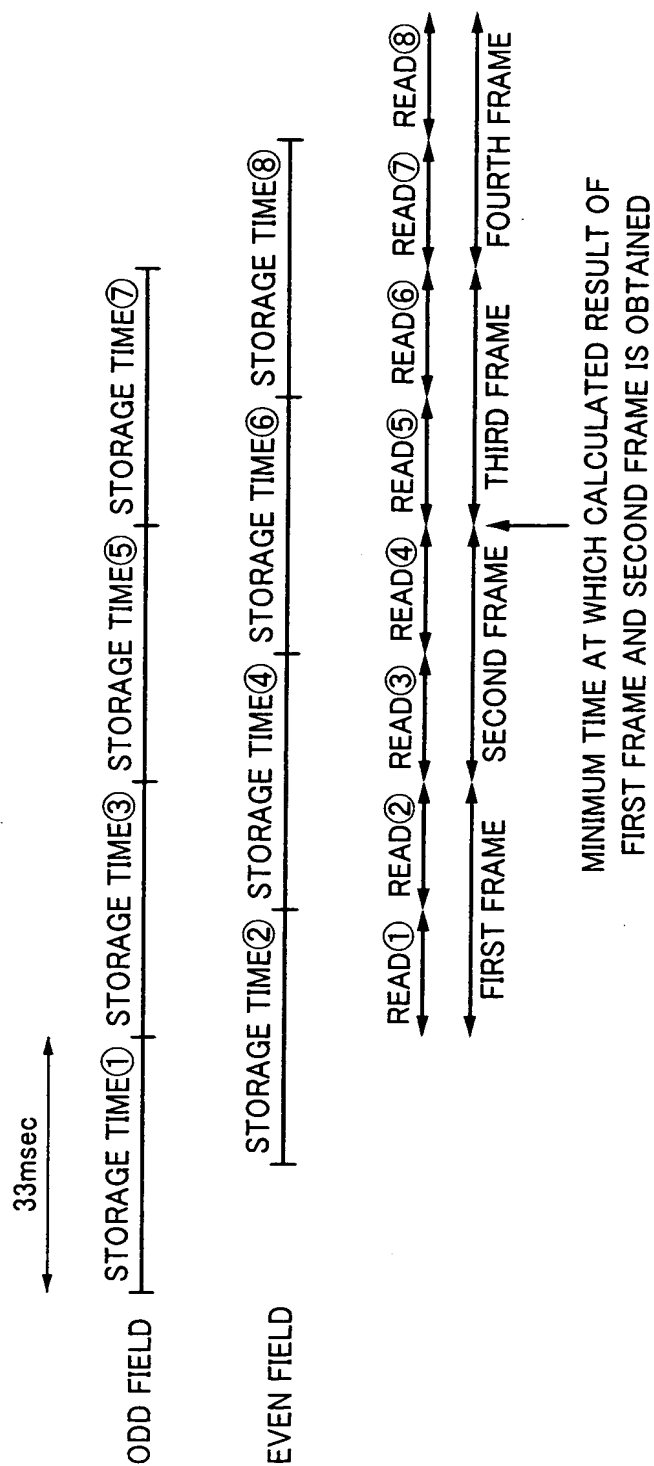 33msec
ODD FIELD
STORAGE TIME①
STORAGE TIME③
STORAGE TIME⑤
STORAGE TIME⑦
EVEN FIELD
STORAGE TIME②
STORAGE TIME④
STORAGE TIME⑥
STORAGE TIME⑧
READ①
READ②
READ③
READ④
READ⑤
READ⑥
READ⑦
READ⑧
FIRST FRAME
SECOND FRAME
THIRD FRAME
FOURTH FRAME
MINIMUM TIME AT WHICH CALCULATED RESULT OF
FIRST FRAME AND SECOND FRAME IS OBTAINED